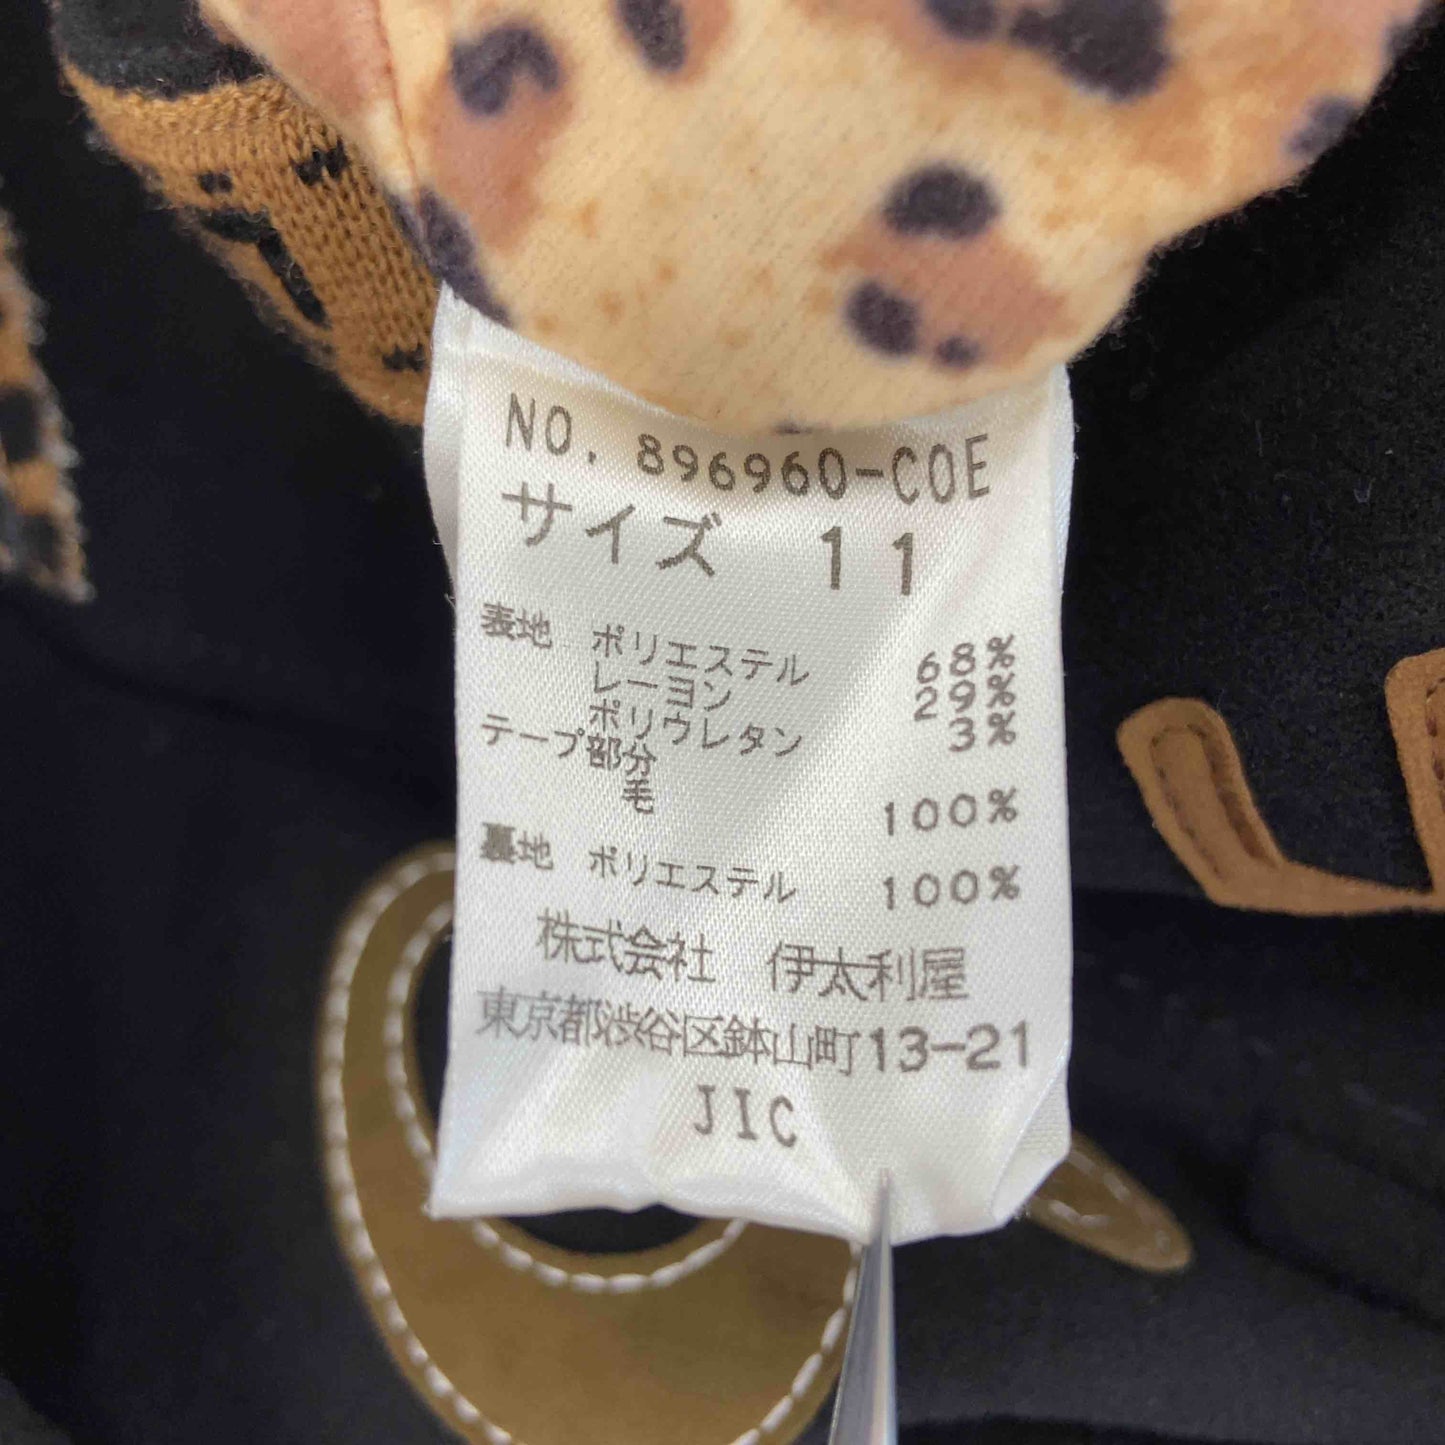 NO. 896960-COE
サイズ 11
表地 ポリエステル 68%
レーヨン 29%
ポリウレタン 3%
テープ部分
毛 100%
裏地 ポリエステル 100%
株式会社 伊太利屋
東京都渋谷区鉢山町13-21
JIC